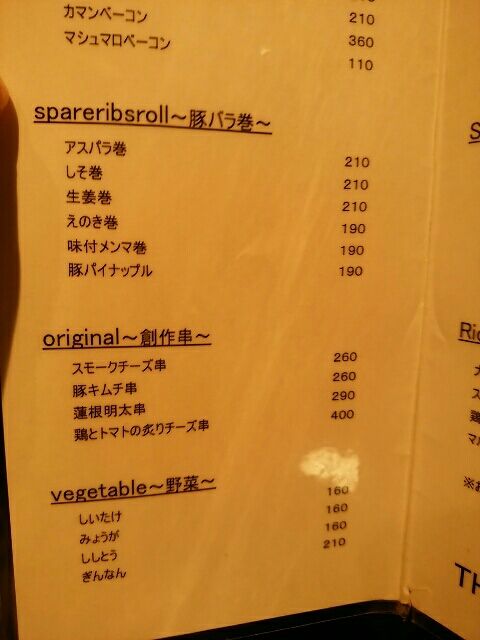 カマンベーコン 210
マシュマロベーコン 360
110
spareribsroll～豚バラ巻～
アスパラ巻 210
しそ巻 210
生姜巻 210
えのき巻 190
味付メンマ巻 190
豚パイナップル 190
original～創作串～
スモークチーズ串 260
豚キムチ串 260
蓮根明太串 290
鶏とトマトの炙りチーズ串 400
vegetable～野菜～
しいたけ 160
みょうが 160
ししとう 160
ぎんなん 210